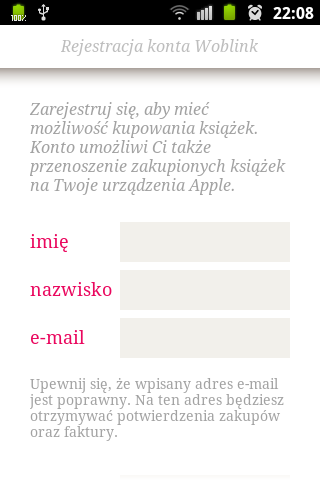 100%
22:08
Rejestracja konta Woblink
Zarejestruj się, aby mieć
możliwość kupowania książek.
Konto umożliwi Ci także
przenoszenie zakupionych książek
na Twoje urządzenia Apple.
imię
nazwisko
e-mail
Upewnij się, że wpisany adres e-mail
jest poprawny. Na ten adres będziesz
otrzymywać potwierdzenia zakupów
oraz faktury.